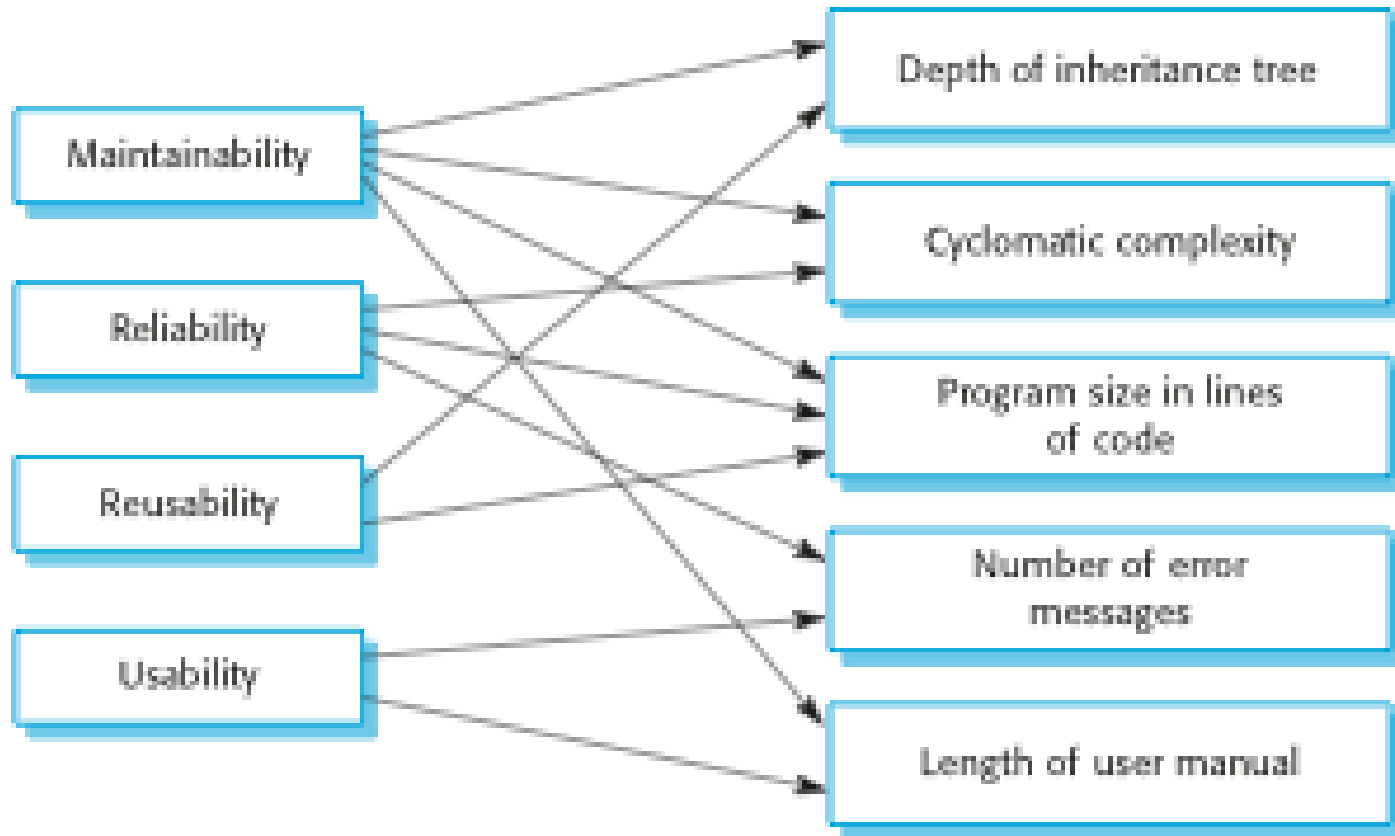 Maintainability
Reliability
Reusability
Usability
Depth of inheritance tree
Cyclomatic complexity
Program size in lines
of code
Number of error
messages
Length of user manual